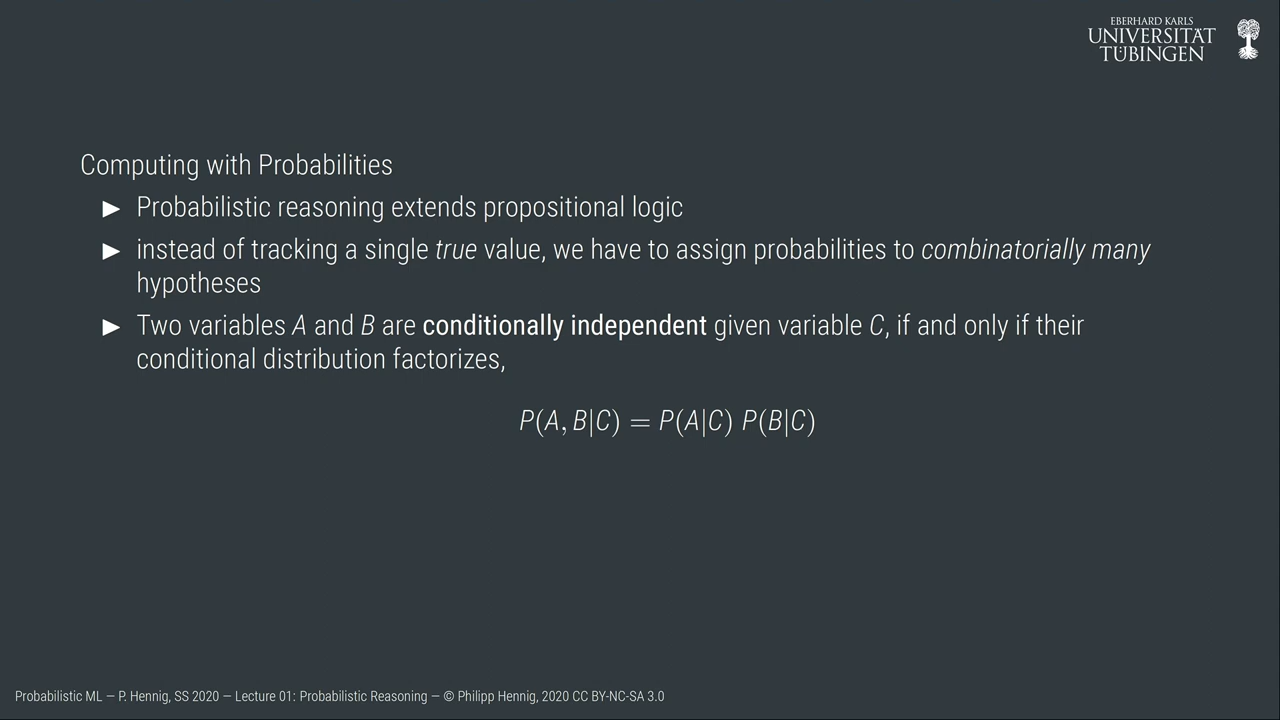 EBERHARD KARLS
UNIVERSITÄT
TÜBINGEN
Computing with Probabilities
▶ Probabilistic reasoning extends propositional logic
▶ instead of tracking a single true value, we have to assign probabilities to combinatorially many
hypotheses
▶ Two variables A and B are conditionally independent given variable C, if and only if their
conditional distribution factorizes,
P(A, B|C) = P(A|C) P(B|C)
Probabilistic ML — P. Hennig, SS 2020 — Lecture 01: Probabilistic Reasoning — © Philipp Hennig, 2020 CC BY-NC-SA 3.0